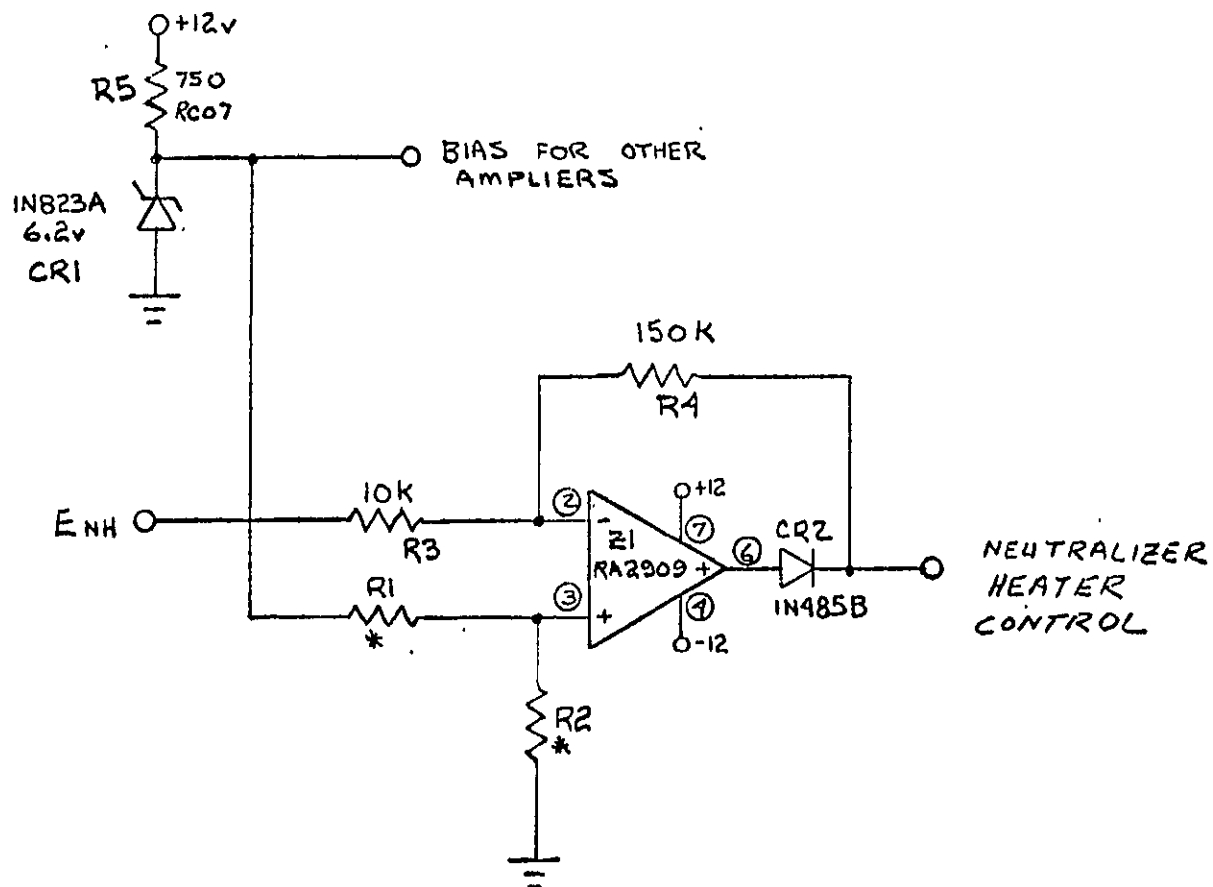 +12v
R5
750
RC07
BIAS FOR OTHER
AMPLIERS
1N823A
6.2v
CR1
150K
R4
ENH
10K
R3
2
-
Z1
RA2909
+
+12
7
6
CR2
1N485B
NEUTRALIZER
HEATER
CONTROL
R1
*
3
+
4
-12
R2
*